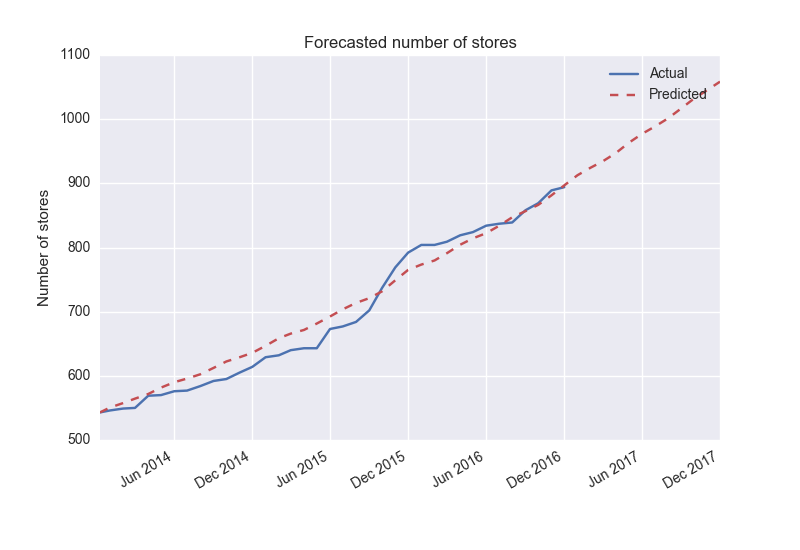 Forecasted number of stores
1100
1000
900
800
700
600
500
Number of stores
Actual
Predicted
Jun 2014
Dec 2014
Jun 2015
Dec 2015
Jun 2016
Dec 2016
Jun 2017
Dec 2017